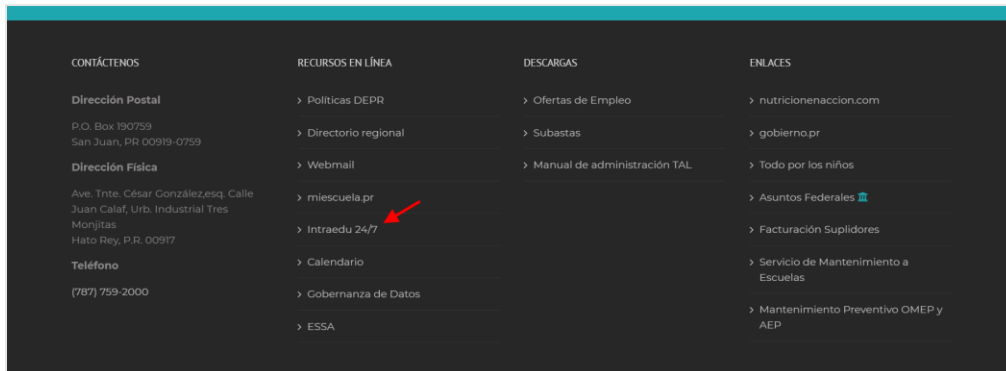 CONTÁCTENOS
Dirección Postal
P.O. Box 190759
San Juan, PR 00919-0759
Dirección Física
Ave. Tnte. César González,esq. Calle
Juan Calaf, Urb. Industrial Tres
Monjitas
Hato Rey, P.R. 00917
Teléfono
(787) 759-2000
RECURSOS EN LÍNEA
> Políticas DEPR
> Directorio regional
> Webmail
> miescuela.pr
> Intraedu 24/7
> Calendario
> Gobernanza de Datos
> ESSA
DESCARGAS
> Ofertas de Empleo
> Subastas
> Manual de administración TAL
ENLACES
> nutricionenaccion.com
> gobierno.pr
> Todo por los niños
> Asuntos Federales
> Facturación Suplidores
> Servicio de Mantenimiento a
Escuelas
> Mantenimiento Preventivo OMEP y
AEP